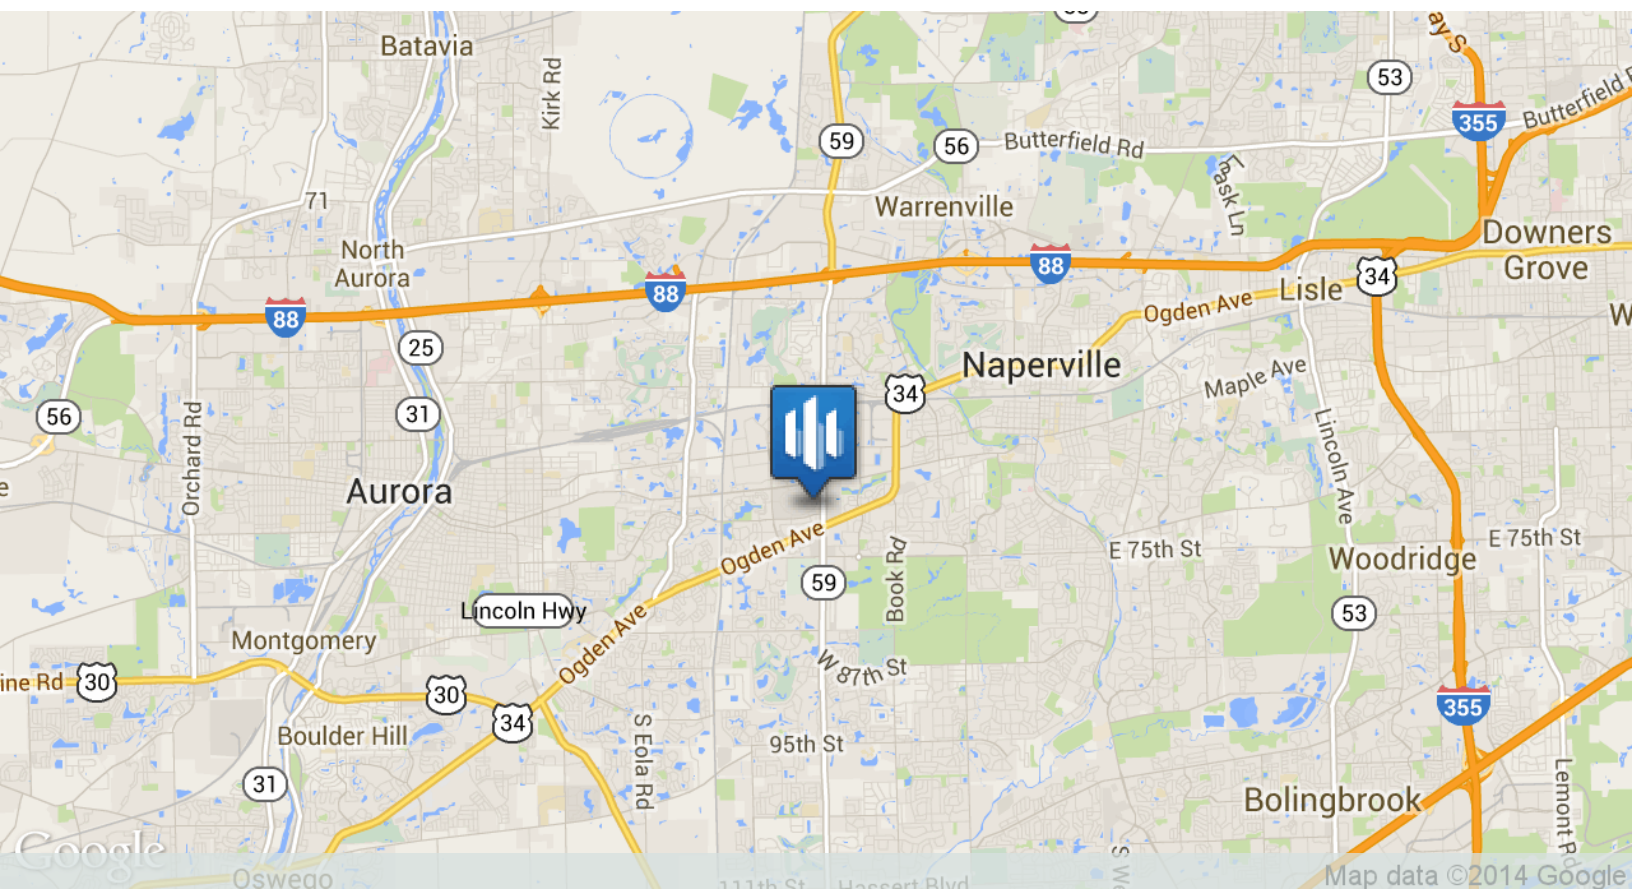 Batavia
Kirk Rd
ay S
53
355
Butterfield
59
56
Butterfield Rd
71
Warrenville
North
Aurora
Downers
Grove
88
88
88
34
Lisle
Ogden Ave
W
25
Naperville
Maple Ave
34
31
56
Orchard Rd
Lincoln Ave
Aurora
e
E 75th St
E 75th St
Ogden Ave
Book Rd
Woodridge
59
Lincoln Hwy
53
Ogden Ave
Montgomery
W 87th St
ine Rd
30
30
34
355
Boulder Hill
S Eola Rd
95th St
31
Bolingbrook
Lemont Rd
Google
S W
Oswego
111th St
Hassert Blvd
Map data ©2014 Google